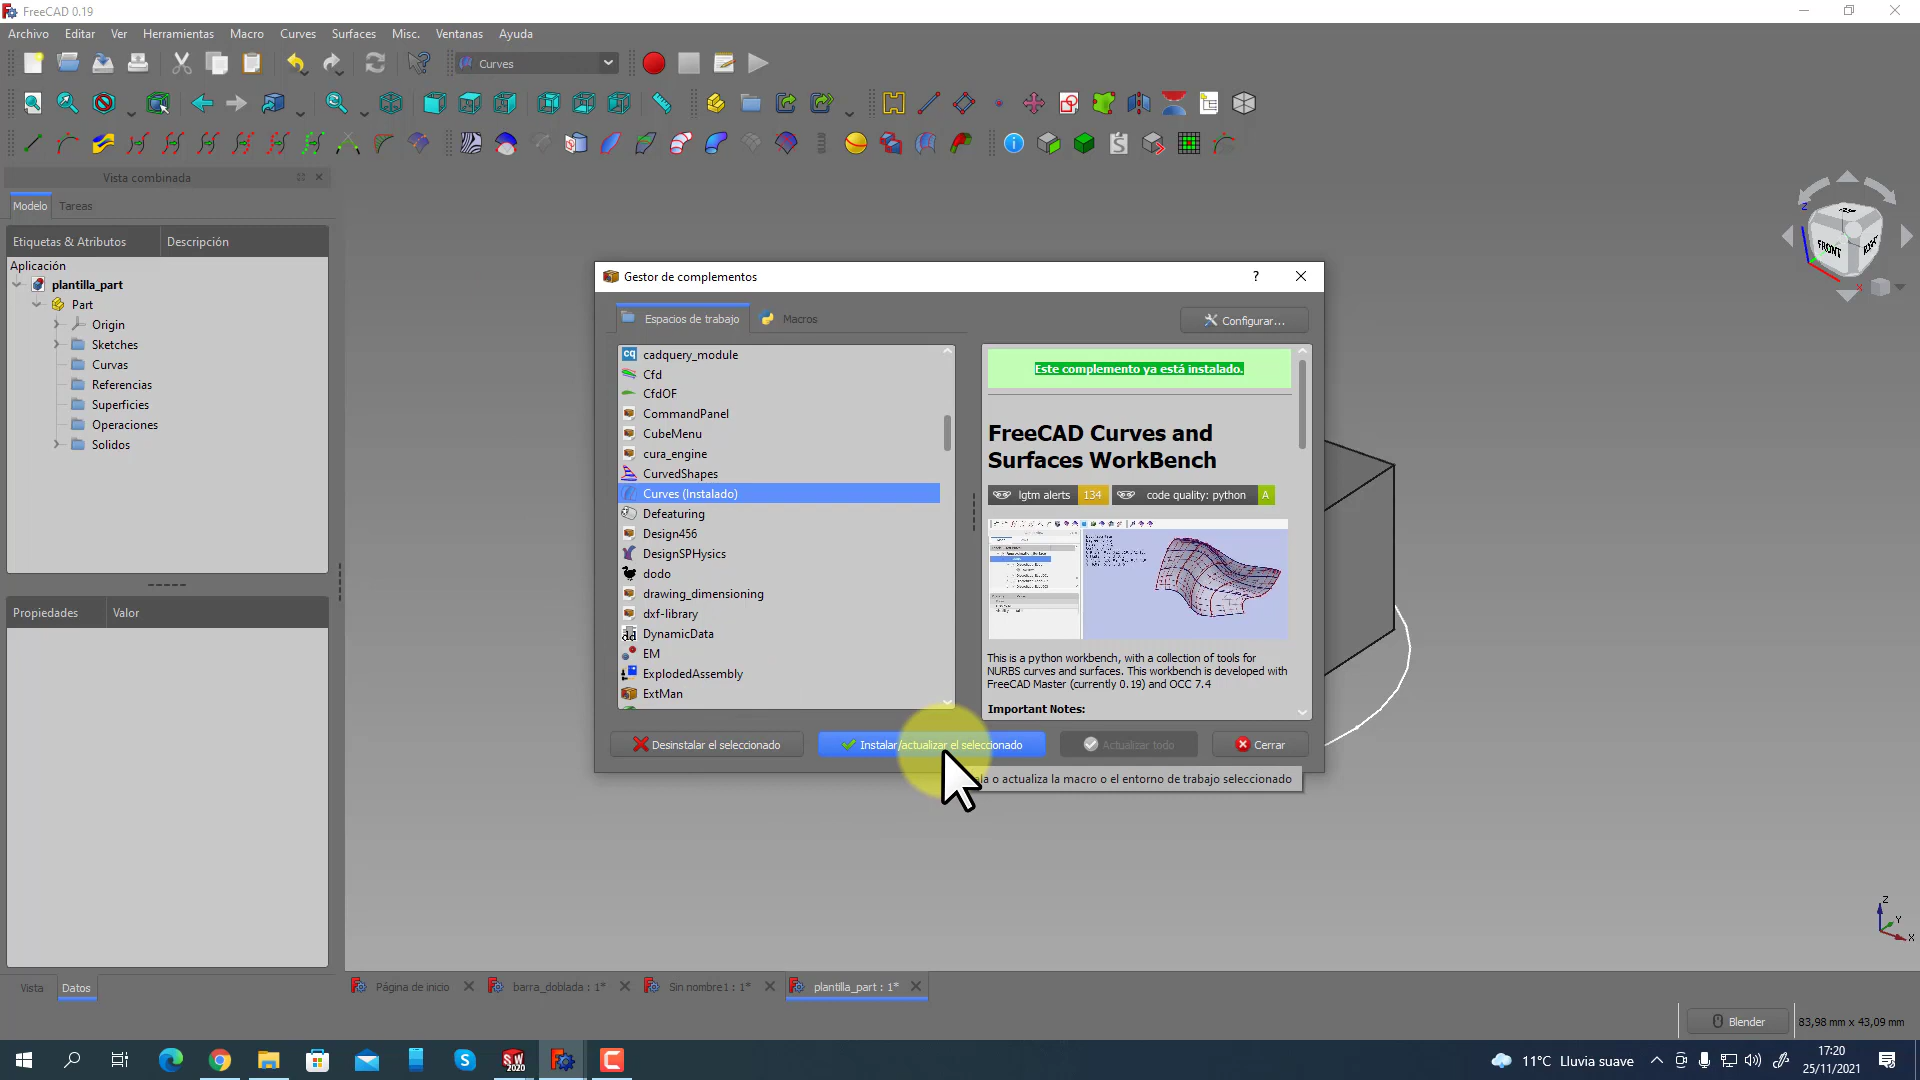 FreeCAD 0.19
Archivo Editar Ver Herramientas Macro Curves Surfaces Misc. Ventanas Ayuda
Curves
Vista combinada
Modelo Tareas
Etiquetas & Atributos Descripción
Aplicación
plantilla_part
Part
Origin
Sketches
Curvas
Referencias
Superficies
Operaciones
Solidos
Propiedades Valor
Vista Datos
FRONT
RIGHT
Z
X
Gestor de complementos
?
Espacios de trabajo Macros
Configurar...
cq cadquery_module
Cfd
CfdOF
CommandPanel
CubeMenu
cura_engine
CurvedShapes
Curves (Instalado)
Defeaturing
Design456
DesignSPHysics
dodo
drawing_dimensioning
dxf-library
DynamicData
EM
ExplodedAssembly
ExtMan
Este complemento ya está instalado.
FreeCAD Curves and
Surfaces WorkBench
lgtm alerts 134 code quality: python A
This is a python workbench, with a collection of tools for
NURBS curves and surfaces. This workbench is developed with
FreeCAD Master (currently 0.19) and OCC 7.4
Important Notes:
Desinstalar el seleccionado Instalar/actualizar el seleccionado Actualizar todo Cerrar
o actualiza la macro o el entorno de trabajo seleccionado
Z
Y
X
Página de inicio barra_doblada : 1* Sin nombre1 : 1* plantilla_part : 1*
Blender 83,98 mm x 43,09 mm
SW 2020
11°C Lluvia suave
17:20
25/11/2021